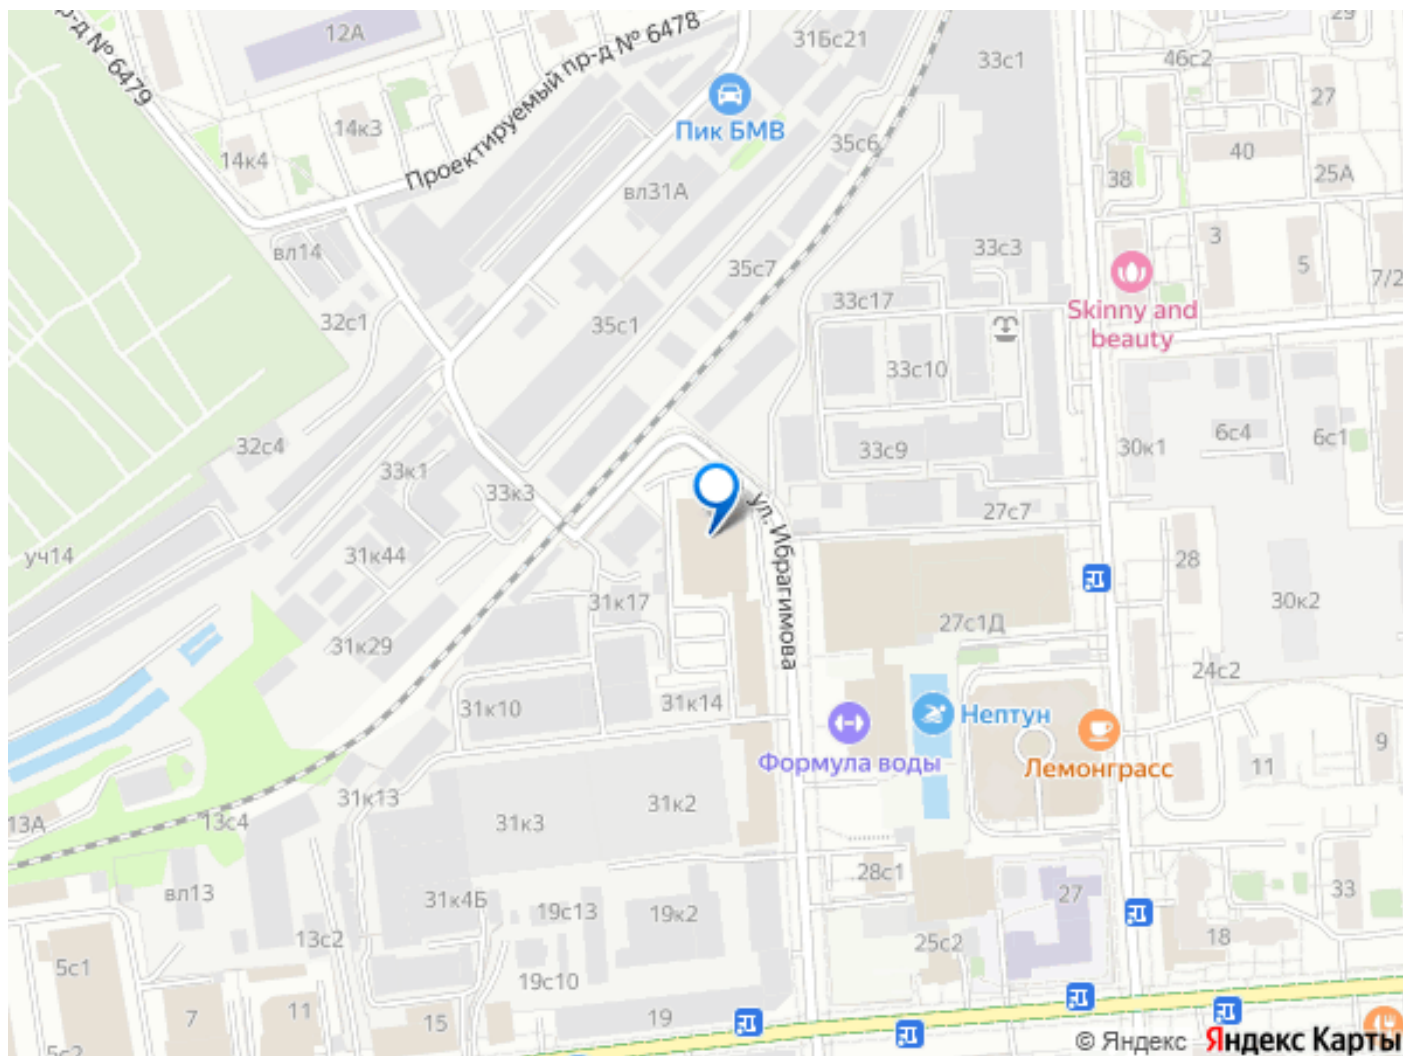 12А
31Бс21
33с1
29
46с2
р-д № 6479
Проектируемый пр-д № 6478
Пик БМВ
27
14к3
14к4
35с6
40
38
25А
вл31А
вл14
35с7
33с3
3
5
7/2
32с1
33с17
Skinny and
beauty
35с1
33с10
32с4
33к1
33с9
30к1
6с4
6с1
33к3
ул. Ибрагимова
27с7
уч14
31к44
28
31к17
30к2
27с1Д
31к29
24с2
31к10
31к14
Нептун
Формула воды
Лемонграсс
11
9
31к13
31к2
31к3
13А
13с4
вл13
28с1
27
33
31к4Б
19с13
19к2
13с2
25с2
18
5с1
19с10
7
11
15
19
5с2
© Яндекс Яндекс Карты